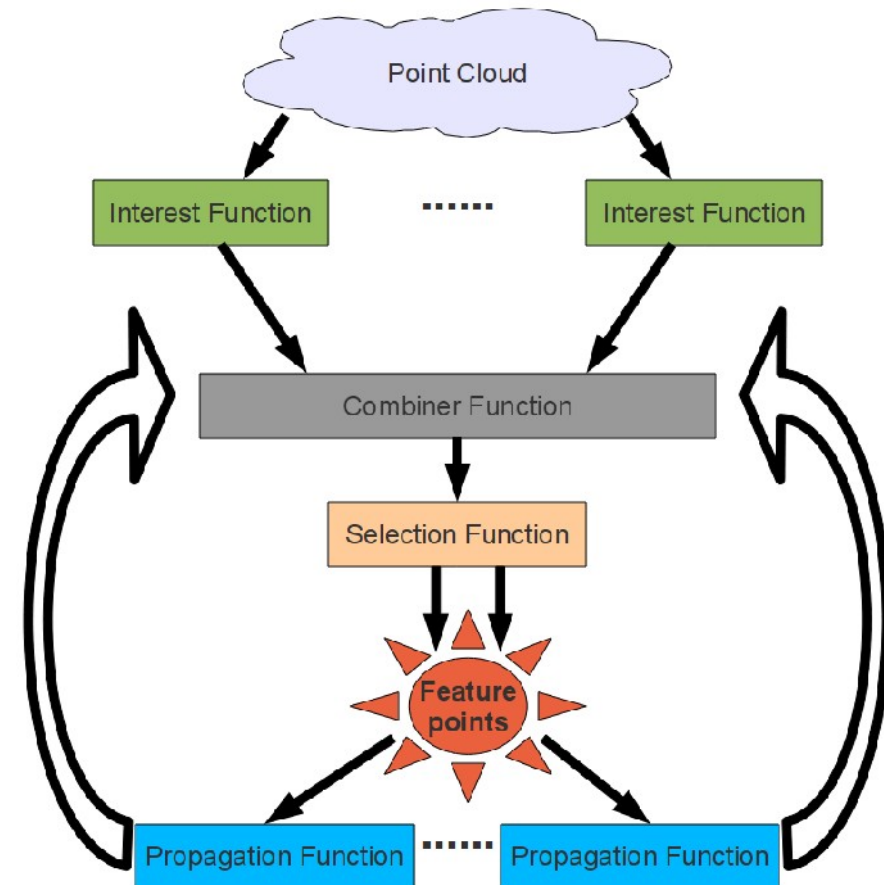 Point Cloud
Interest Function
......
Interest Function
Combiner Function
Selection Function
Feature
points
Propagation Function
......
Propagation Function